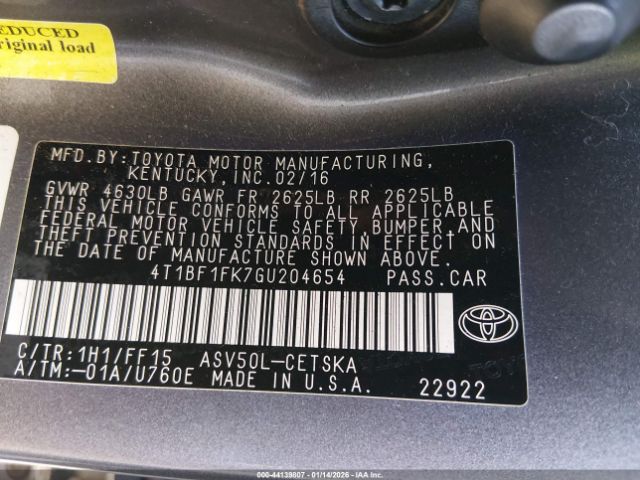 REDUCED
original load
MFD.BY:TOYOTA MOTOR MANUFACTURING,
KENTUCKY, INC.02/16
GVWR 4630LB GAWR FR 2625LB RR 2625LB
THIS VEHICLE CONFORMS TO ALL APPLICABLE
FEDERAL MOTOR VEHICLE SAFETY,BUMPER,AND
THEFT PREVENTION STANDARDS IN EFFECT ON
THE DATE OF MANUFACTURE SHOWN ABOVE.
4T1BF1FK7GU204654 PASS.CAR
C/TR:1H1/FF15 ASV50L-CETSKA
A/TM:-01A/U760E MADE IN U.S.A. 22922
000-44139807 - 01/14/2026 - IAA Inc